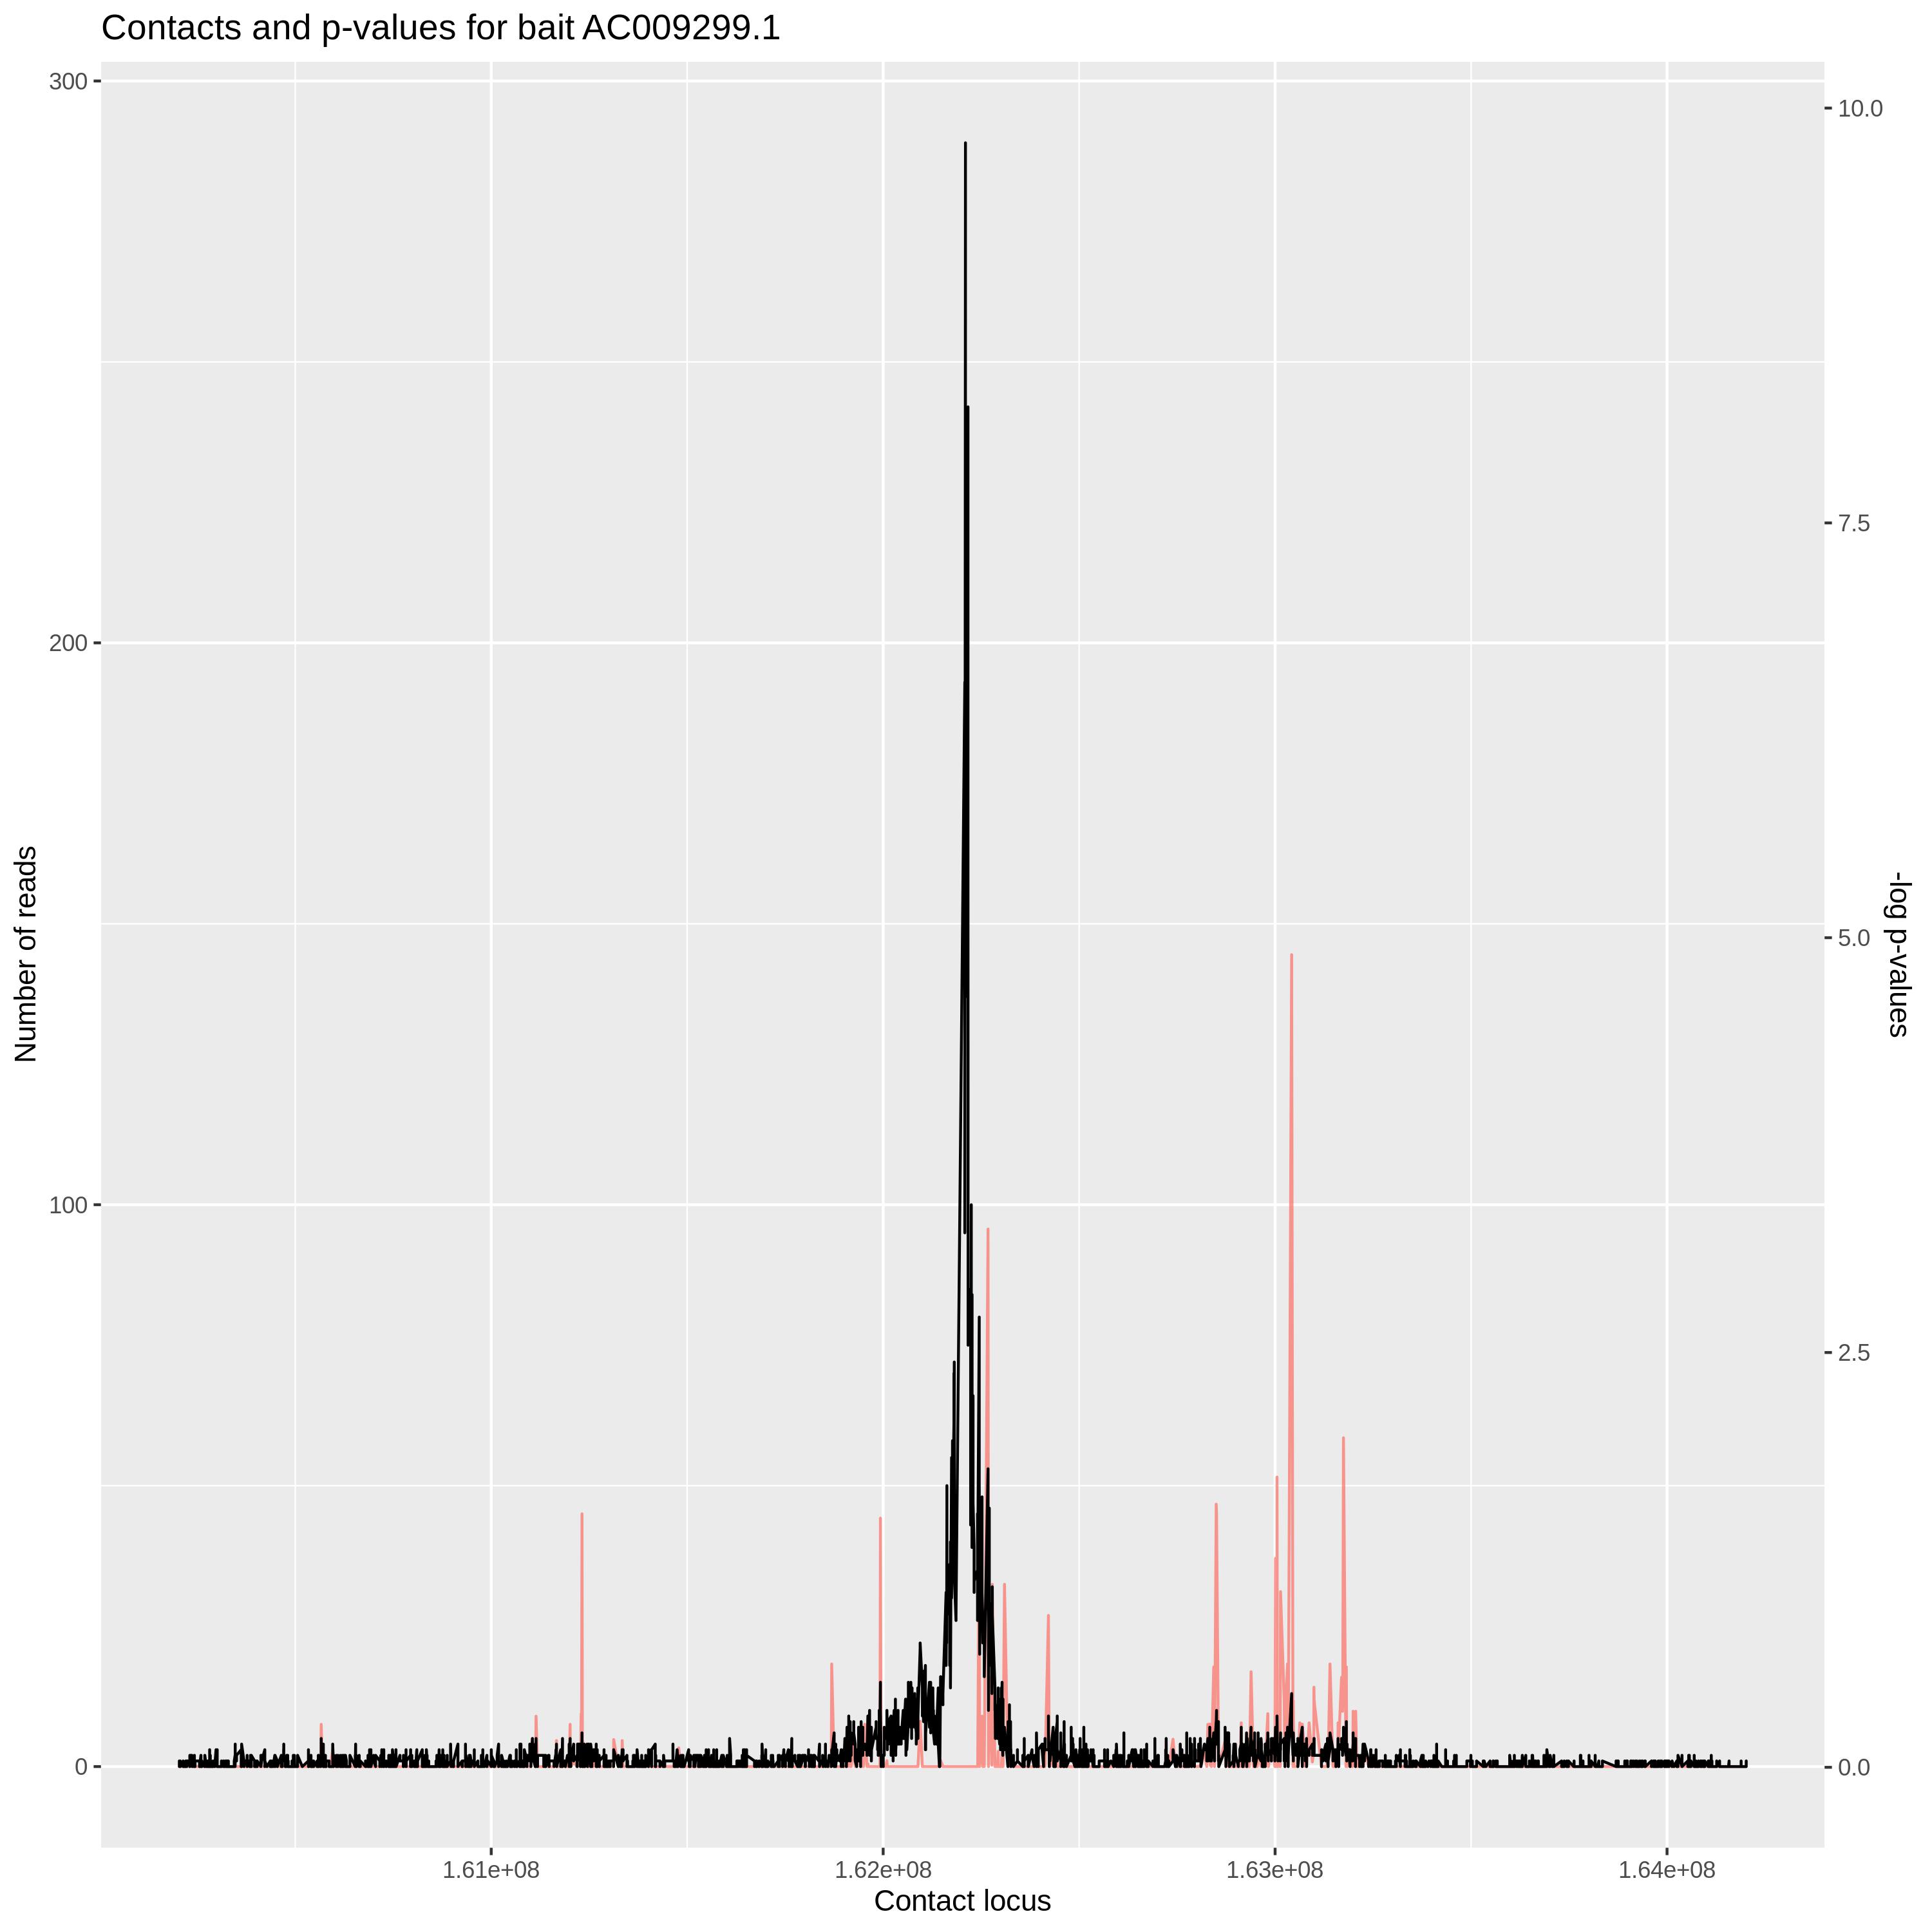 Contacts and p-values for bait AC009299.1
300
200
100
0
Number of reads
10.0
7.5
5.0
2.5
0.0
-log p-values
1.61e+08
1.62e+08
1.63e+08
1.64e+08
Contact locus